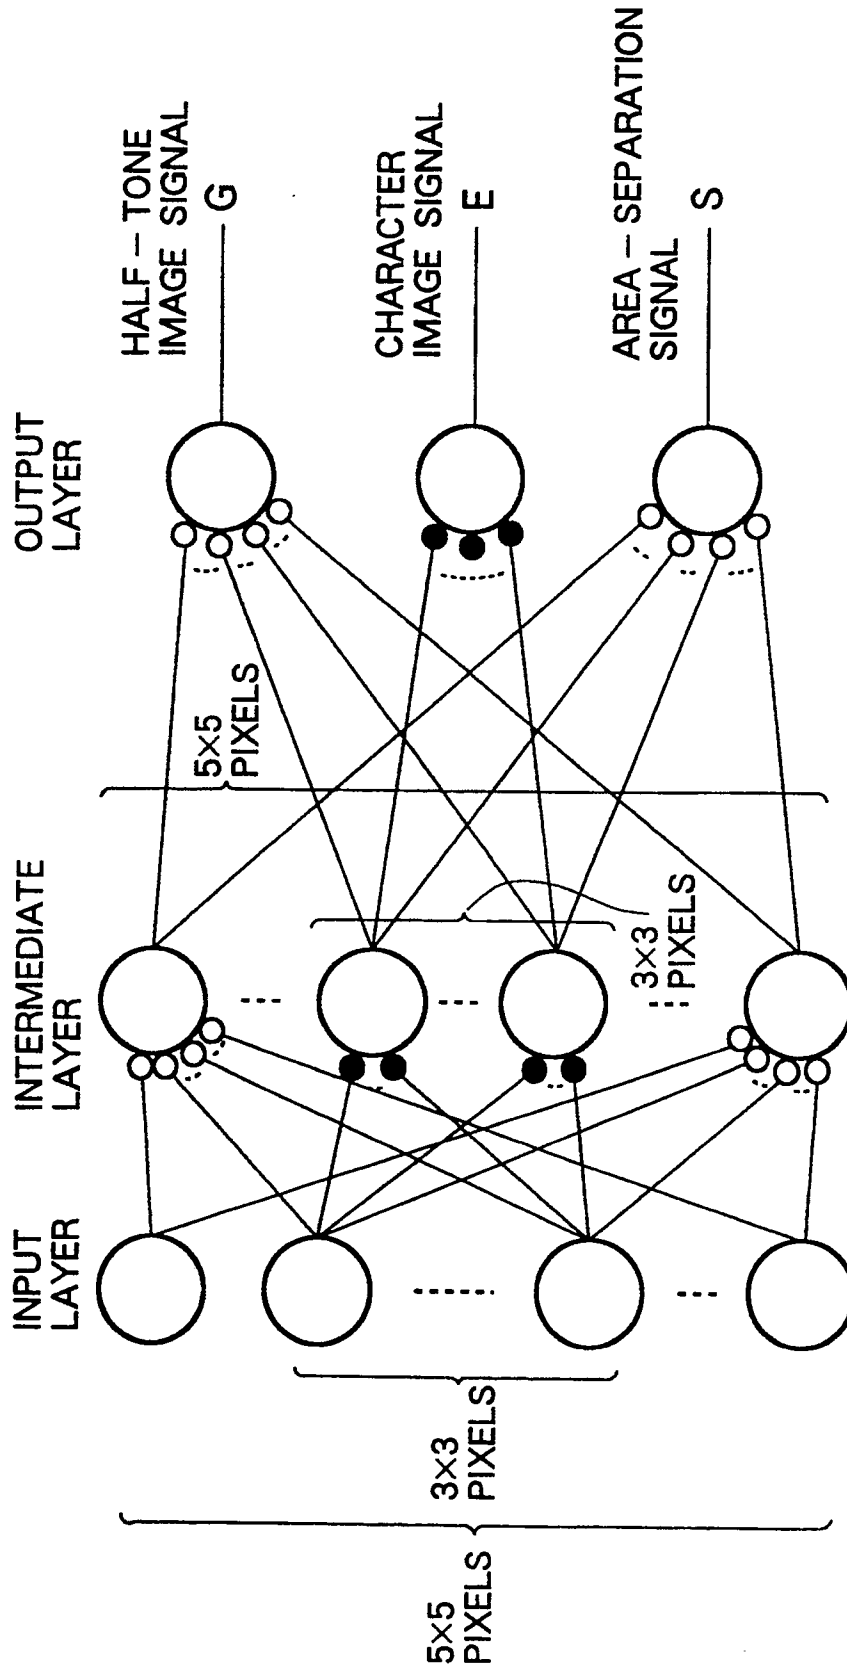 INPUT
LAYER
INTERMEDIATE
LAYER
OUTPUT
LAYER
HALF – TONE
IMAGE SIGNAL
G
CHARACTER
IMAGE SIGNAL
E
AREA – SEPARATION
SIGNAL
S
5×5
PIXELS
3×3
PIXELS
3×3
PIXELS
5×5
PIXELS